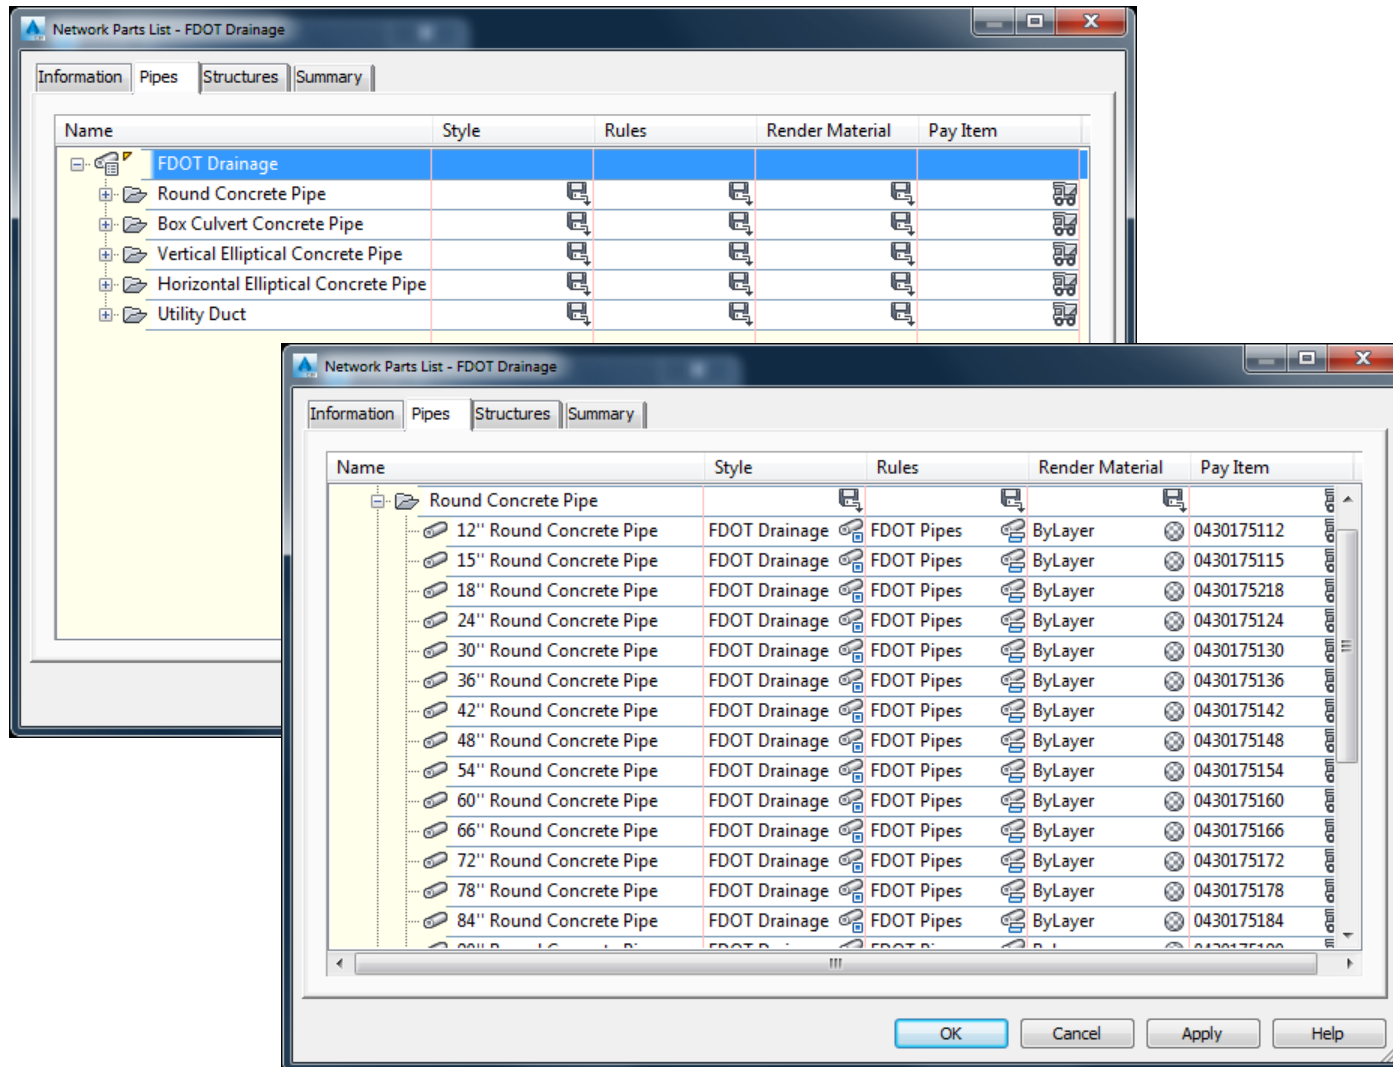 Network Parts List - FDOT Drainage
Information Pipes Structures Summary
Name Style Rules Render Material Pay Item
FDOT Drainage
Round Concrete Pipe
Box Culvert Concrete Pipe
Vertical Elliptical Concrete Pipe
Horizontal Elliptical Concrete Pipe
Utility Duct
Network Parts List - FDOT Drainage
Information Pipes Structures Summary
Name Style Rules Render Material Pay Item
Round Concrete Pipe
12'' Round Concrete Pipe FDOT Drainage FDOT Pipes ByLayer 0430175112
15'' Round Concrete Pipe FDOT Drainage FDOT Pipes ByLayer 0430175115
18'' Round Concrete Pipe FDOT Drainage FDOT Pipes ByLayer 0430175218
24'' Round Concrete Pipe FDOT Drainage FDOT Pipes ByLayer 0430175124
30'' Round Concrete Pipe FDOT Drainage FDOT Pipes ByLayer 0430175130
36'' Round Concrete Pipe FDOT Drainage FDOT Pipes ByLayer 0430175136
42'' Round Concrete Pipe FDOT Drainage FDOT Pipes ByLayer 0430175142
48'' Round Concrete Pipe FDOT Drainage FDOT Pipes ByLayer 0430175148
54'' Round Concrete Pipe FDOT Drainage FDOT Pipes ByLayer 0430175154
60'' Round Concrete Pipe FDOT Drainage FDOT Pipes ByLayer 0430175160
66'' Round Concrete Pipe FDOT Drainage FDOT Pipes ByLayer 0430175166
72'' Round Concrete Pipe FDOT Drainage FDOT Pipes ByLayer 0430175172
78'' Round Concrete Pipe FDOT Drainage FDOT Pipes ByLayer 0430175178
84'' Round Concrete Pipe FDOT Drainage FDOT Pipes ByLayer 0430175184
OK Cancel Apply Help